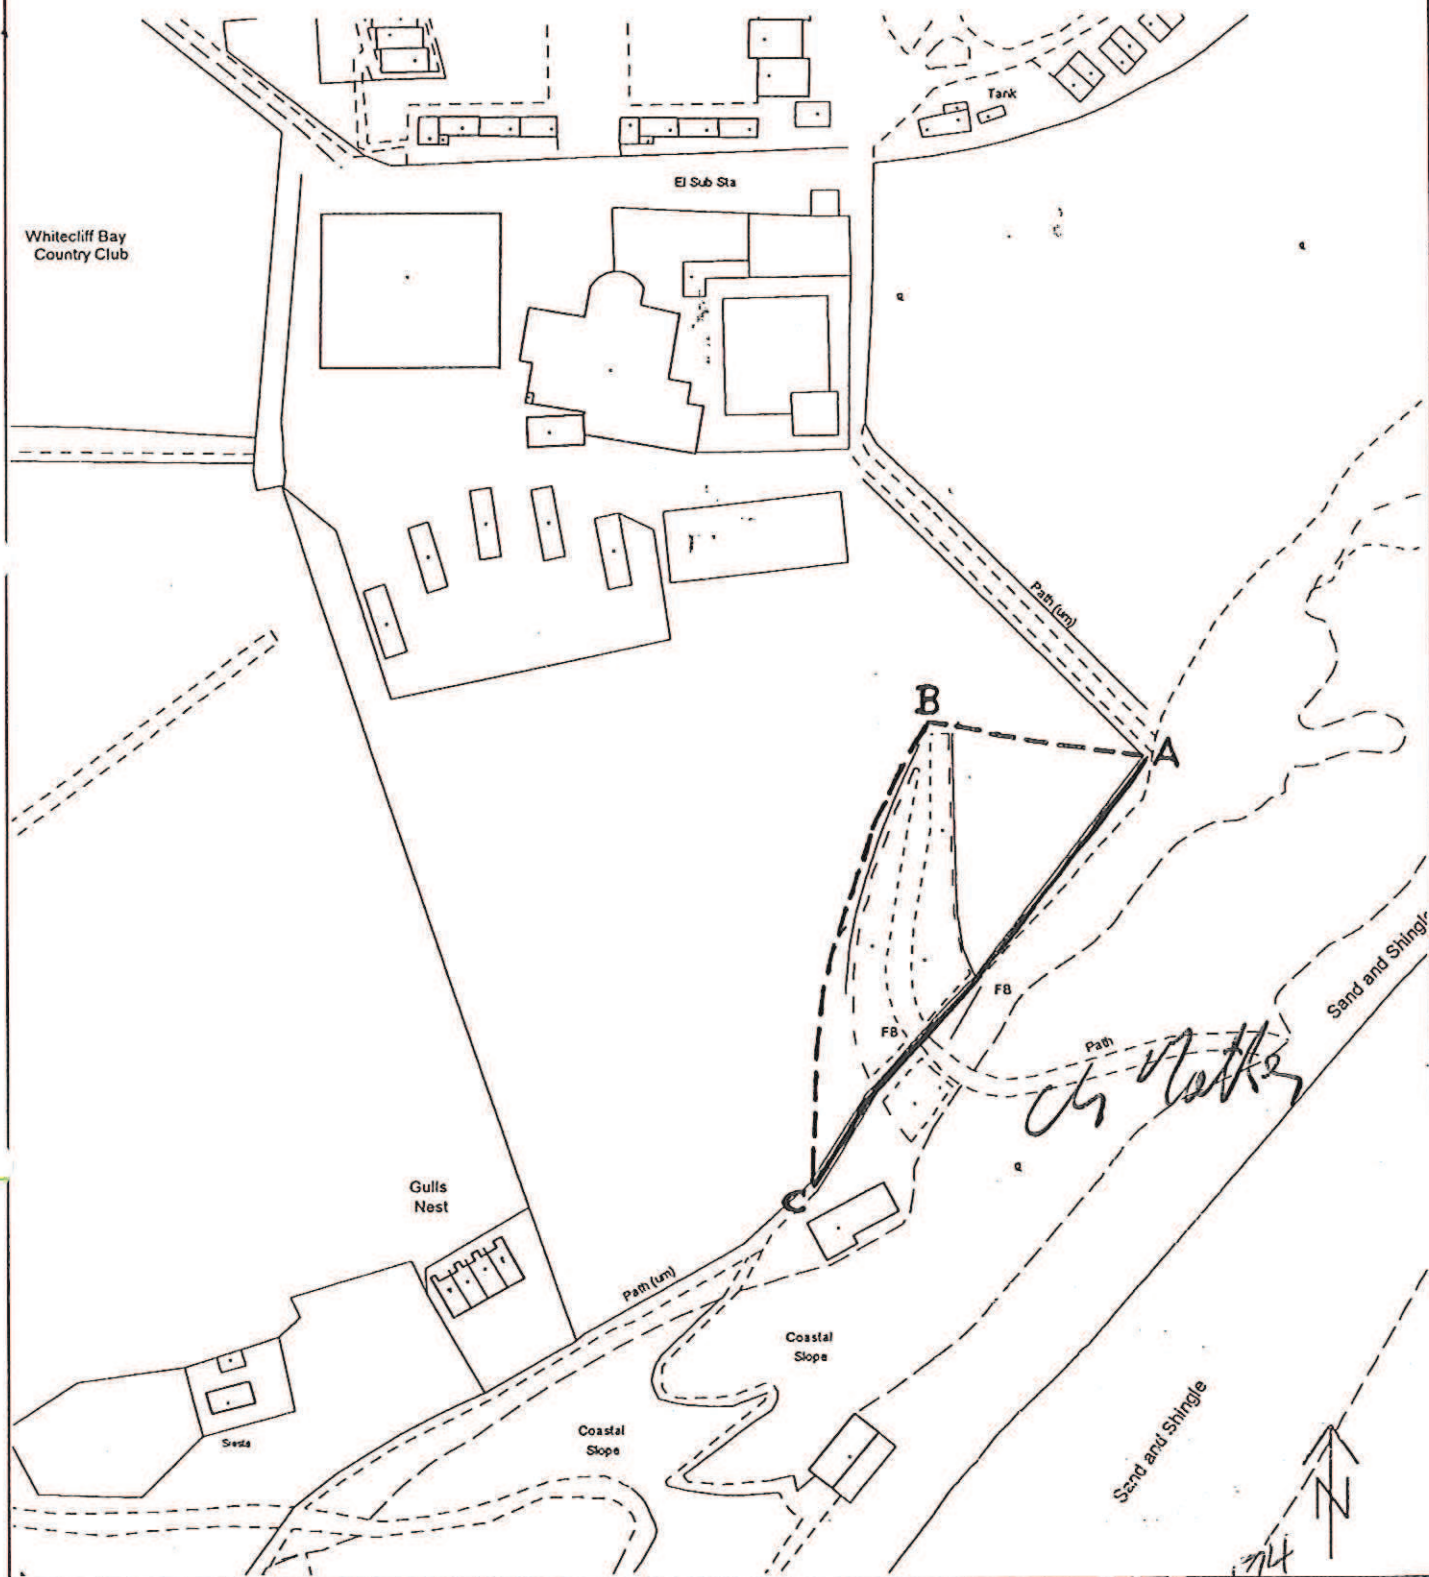 Tank
El Sub Sta
Whitecliff Bay
Country Club
Path (um)
B
A
Sand and Shingle
FB
FB
Path
C
Gulls
Nest
Path (um)
Coastal
Slope
Coastal
Slope
Siesta
Sand and Shingle
N